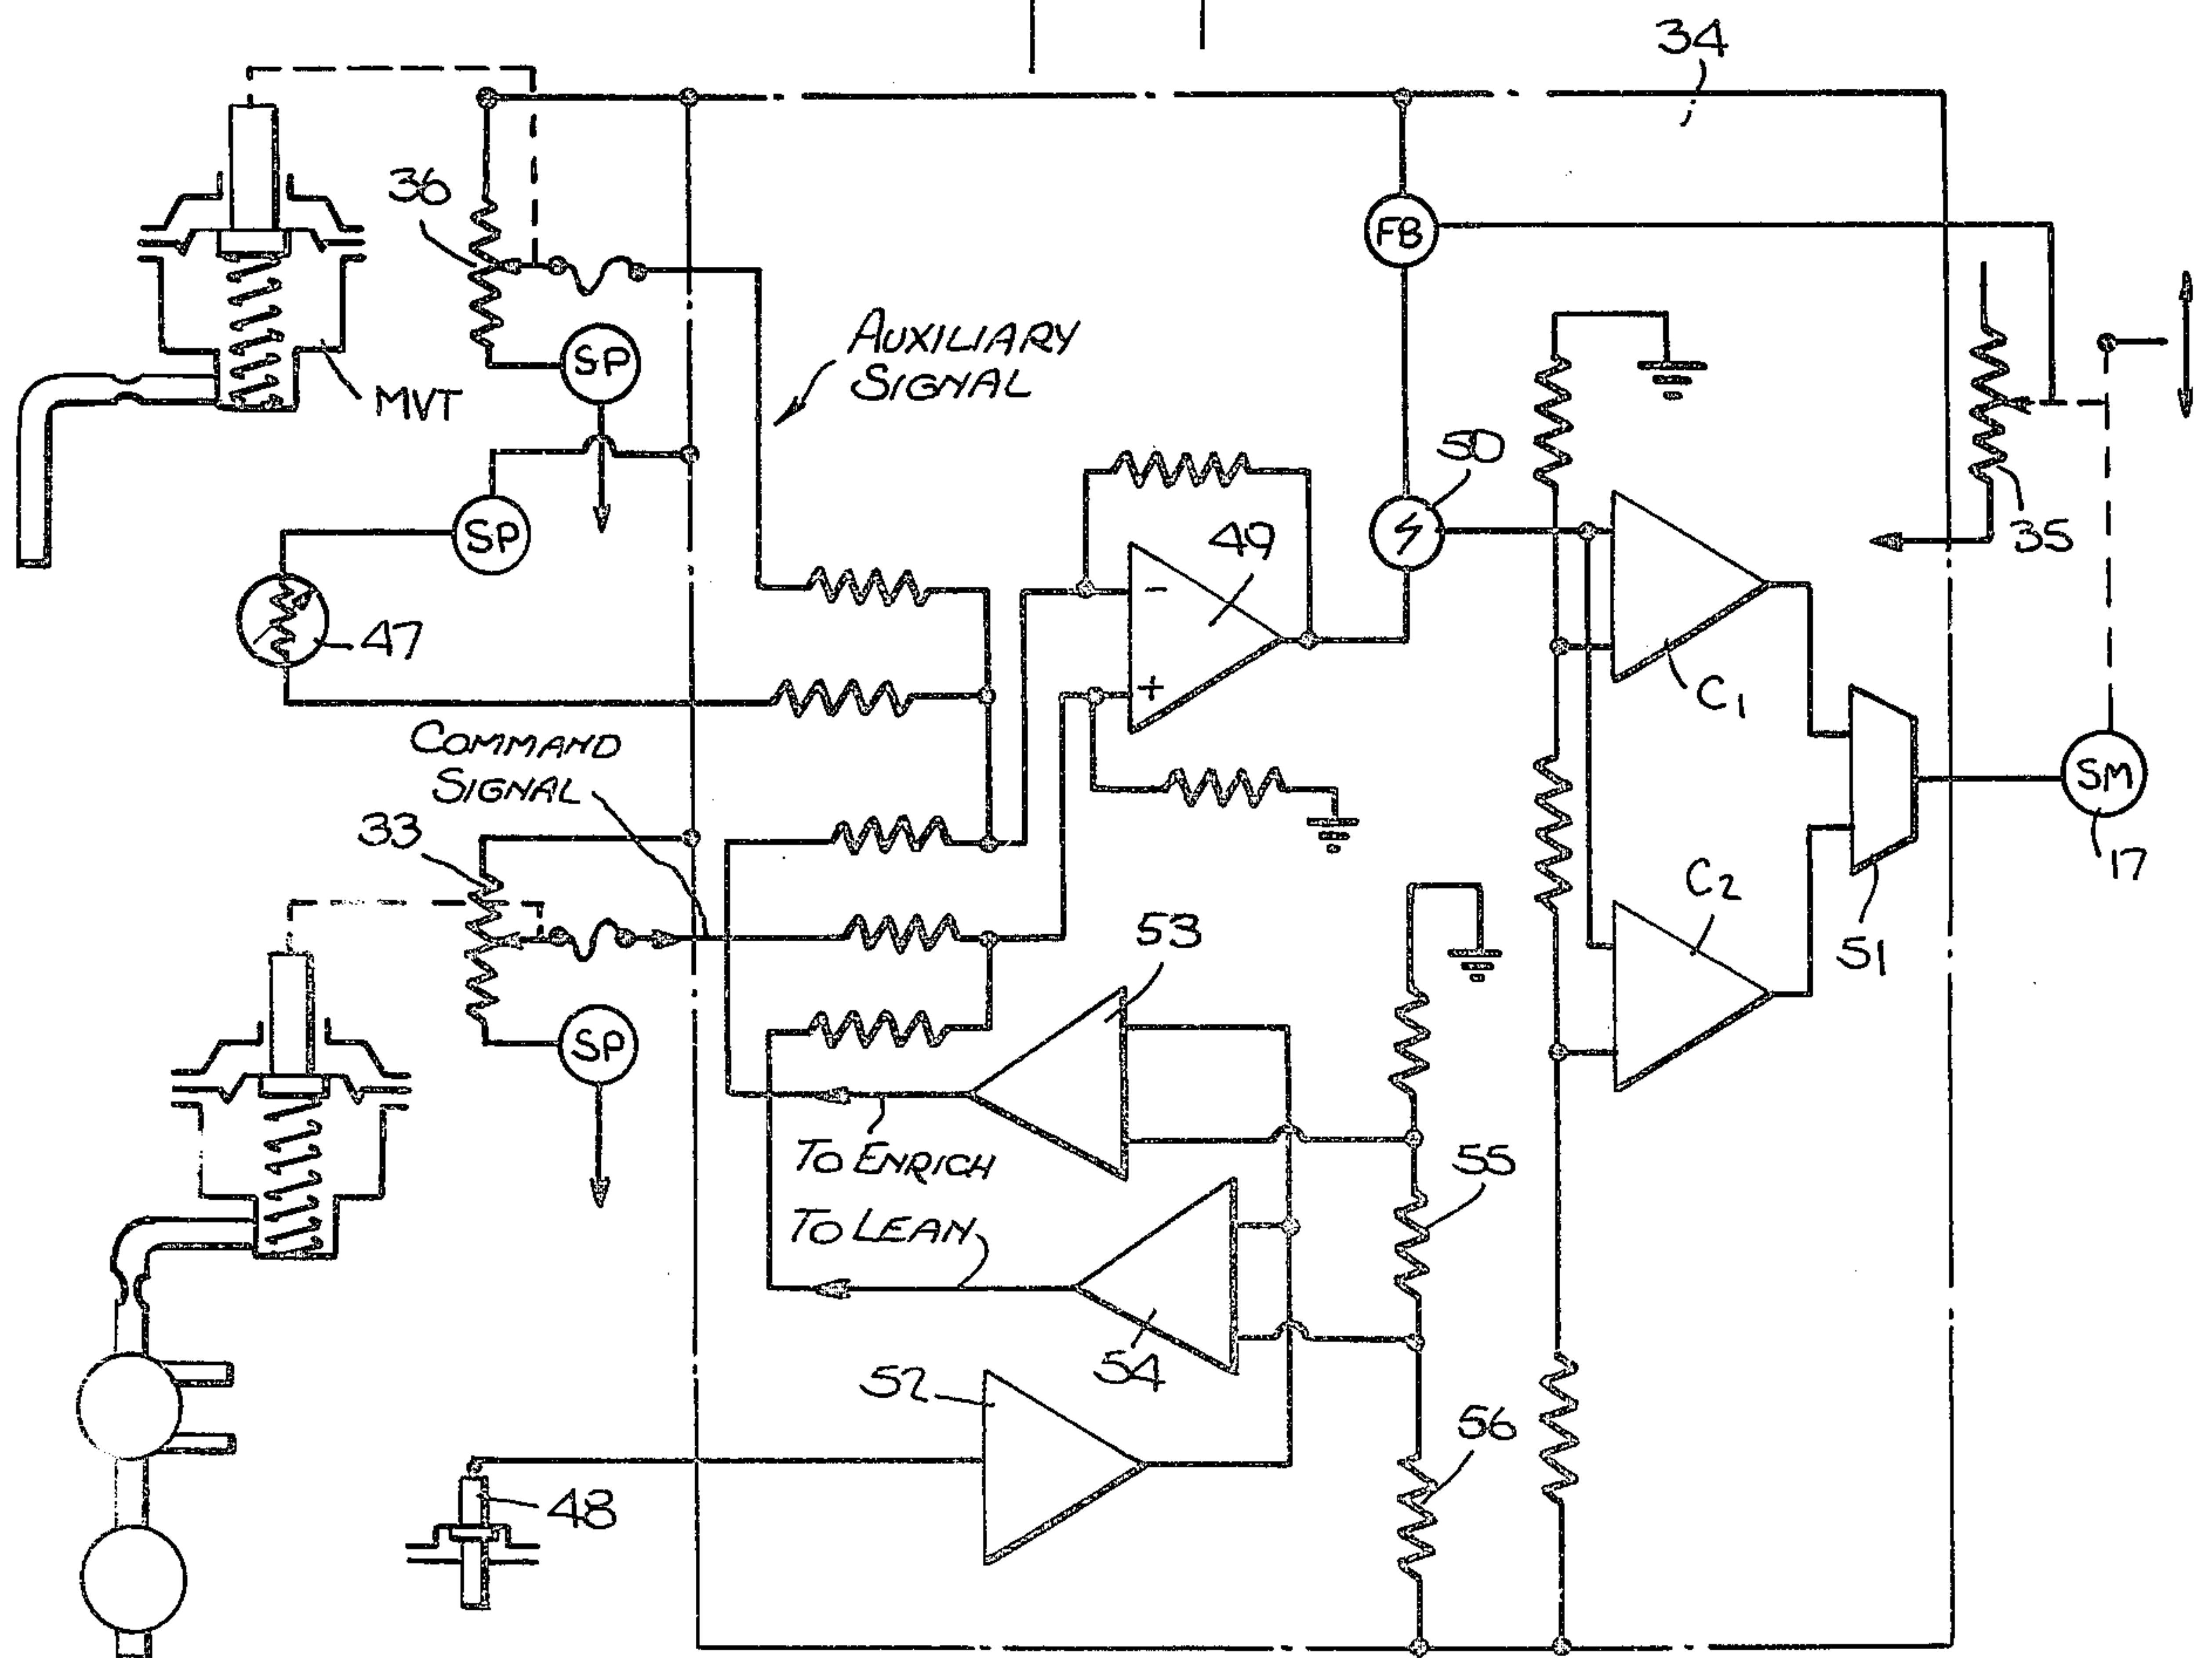 34
36
FB
AUXILIARY
SIGNAL
SP
MVT
50
SP
49
35
-
47
+
C1
COMMAND
SIGNAL
SM
33
17
C2
53
51
SP
TO ENRICH
55
TO LEAN
54
52
56
48